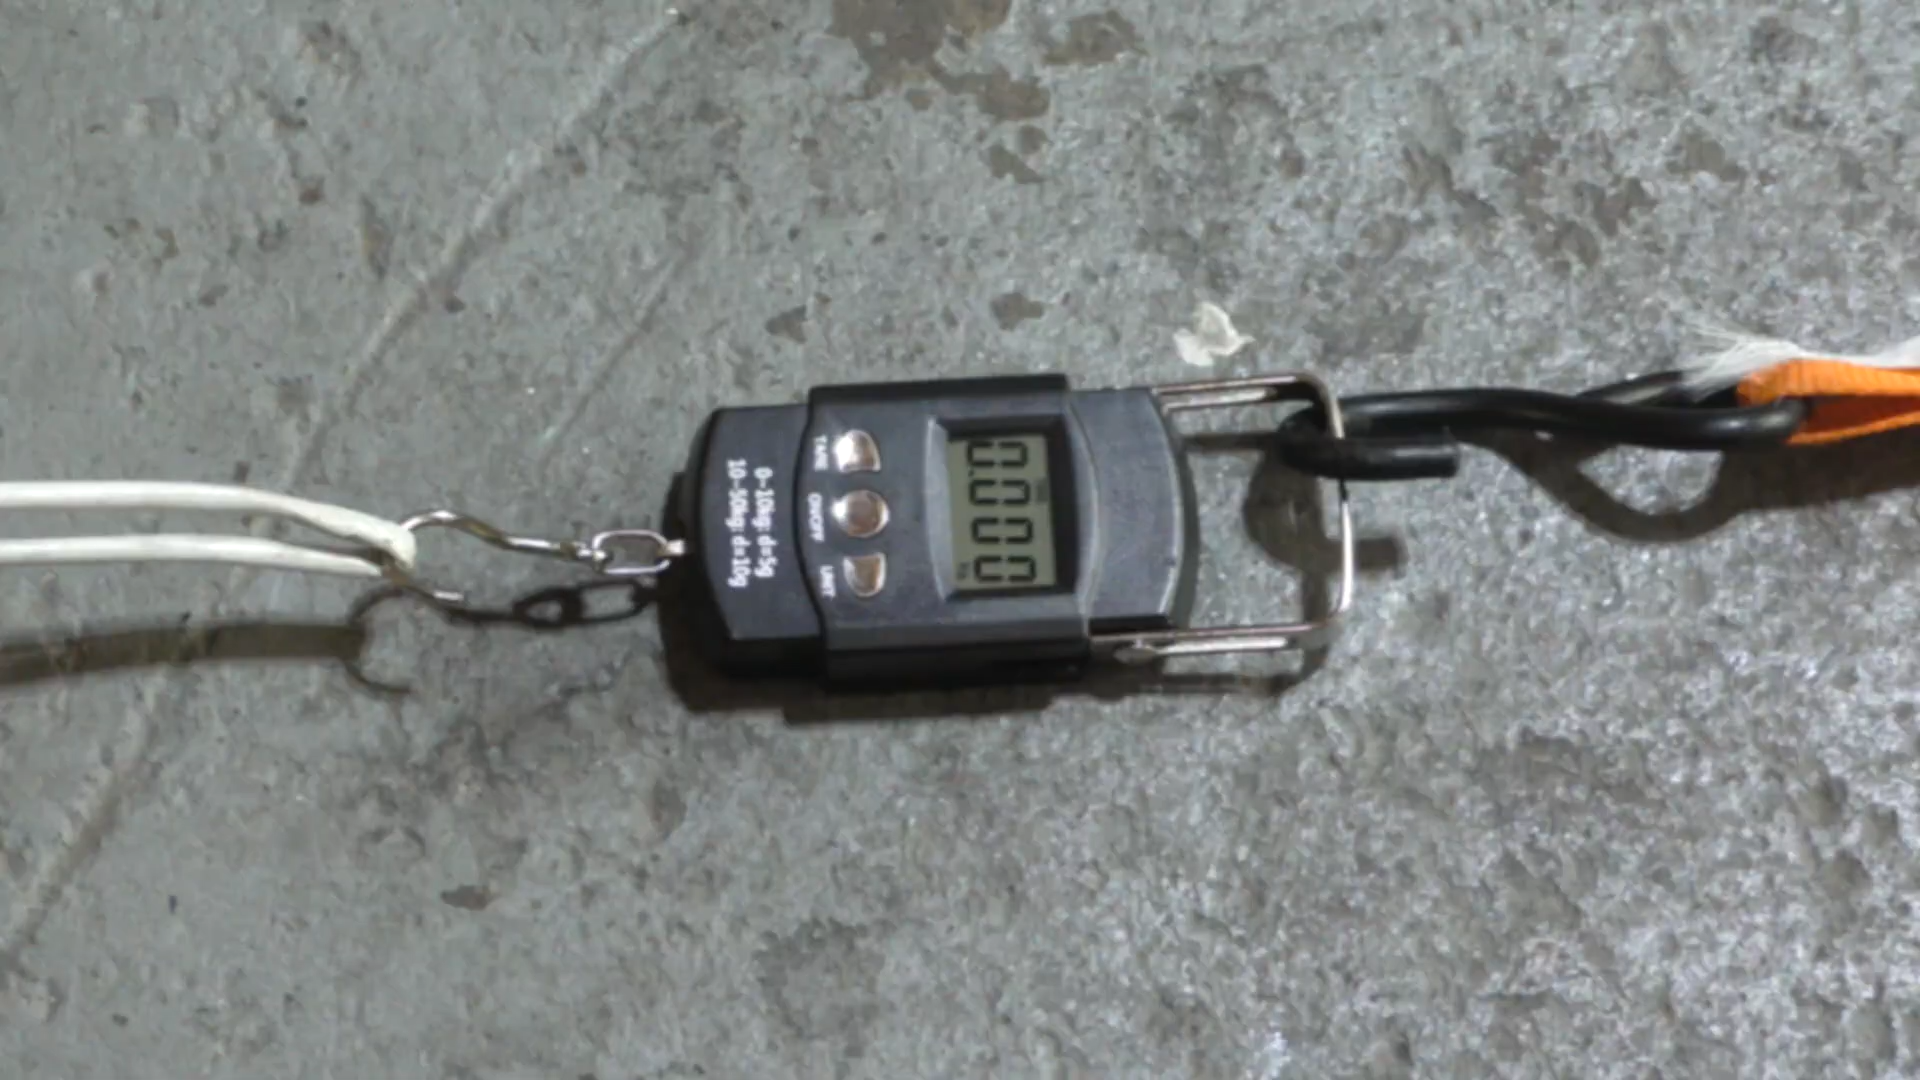 0.000
TARE
ON/OFF
UNIT
0-10kg: d=5g
10-50kg: d=10g